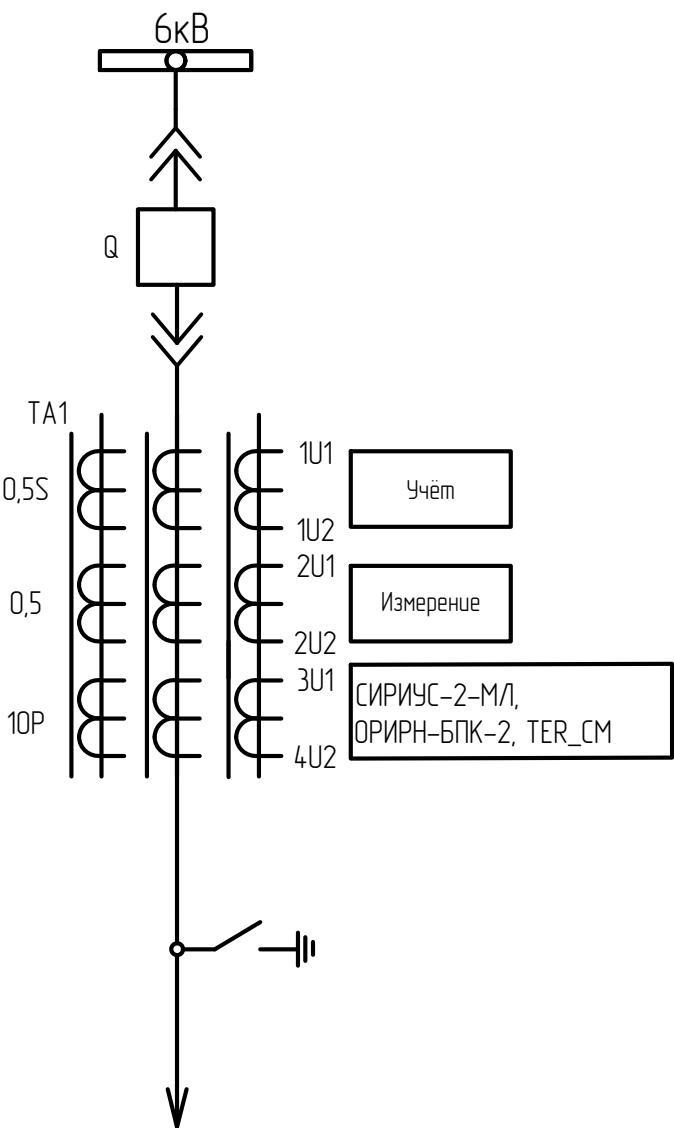 6кВ
Q
TA1
0,5S
1U1
Учёт
1U2
2U1
0,5
Измерение
2U2
3U1
10P
СИРИУС-2-МЛ,
ОРИРН-БПК-2, TER_CM
4U2